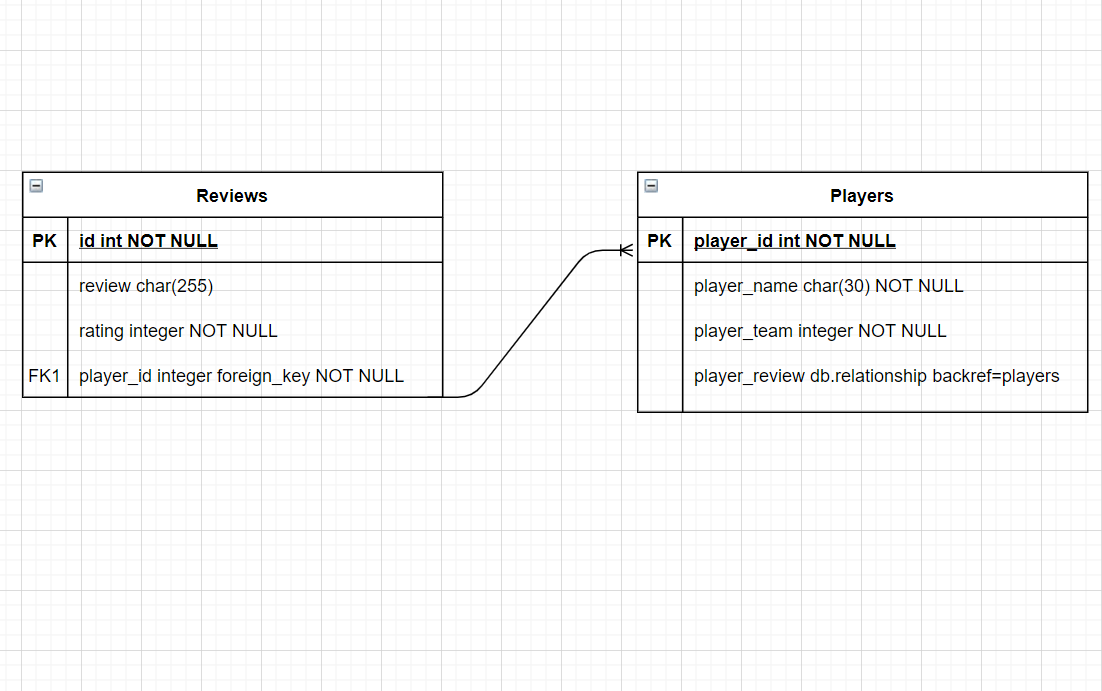 Reviews
PK id int NOT NULL
review char(255)
rating integer NOT NULL
FK1 player_id integer foreign_key NOT NULL
Players
PK player_id int NOT NULL
player_name char(30) NOT NULL
player_team integer NOT NULL
player_review db.relationship backref=players